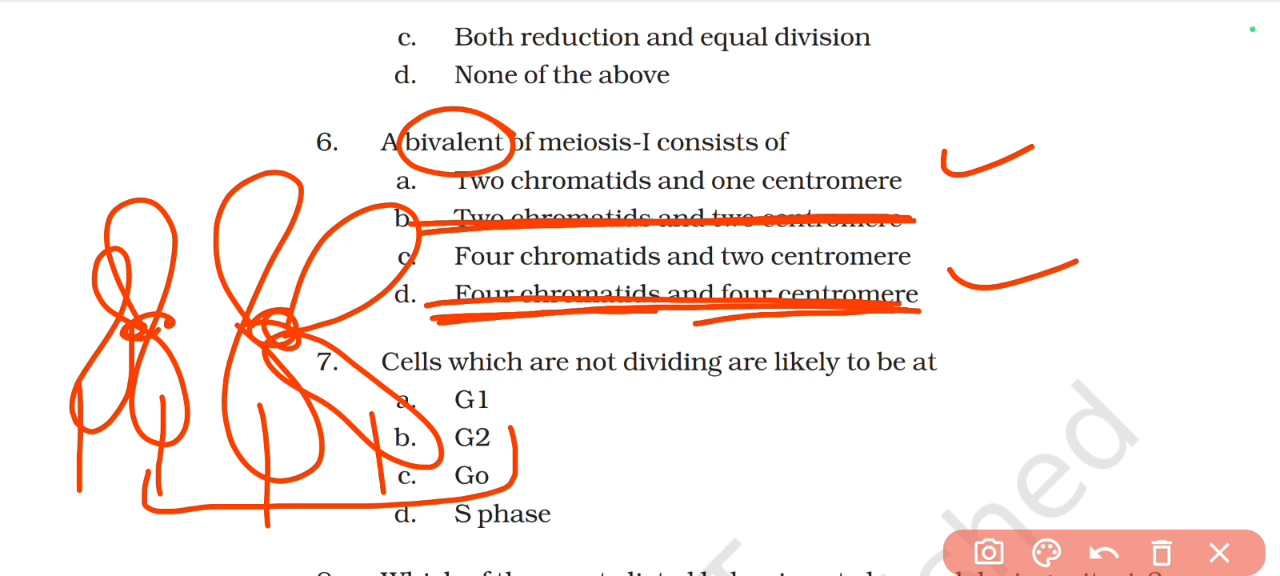 c. Both reduction and equal division
d. None of the above
6. A bivalent of meiosis-I consists of
a. Two chromatids and one centromere
b. Two chromatids and two centromere
c. Four chromatids and two centromere
d. Four chromatids and four centromere
7. Cells which are not dividing are likely to be at
a. G1
b. G2
c. Go
d. S phase